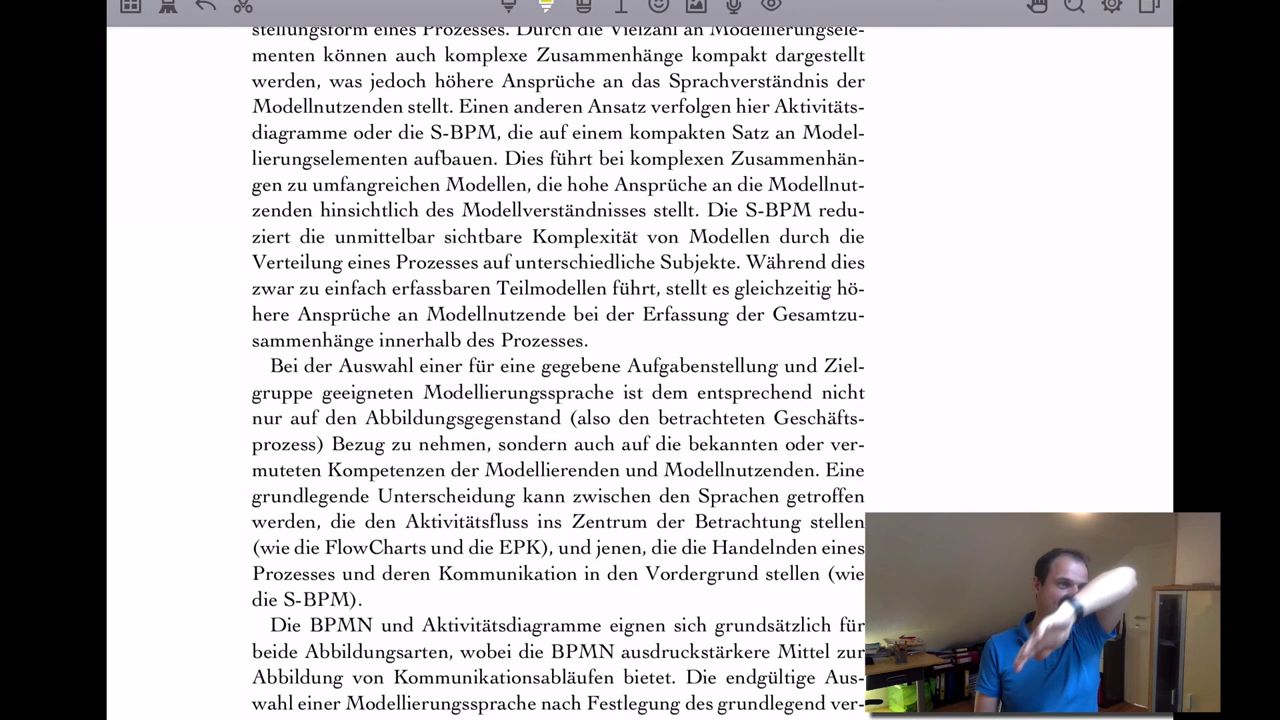 stellungsform eines Prozesses. Durch die Vielzahl an Modellierungsele-
menten können auch komplexe Zusammenhänge kompakt dargestellt
werden, was jedoch höhere Ansprüche an das Sprachverständnis der
Modellnutzenden stellt. Einen anderen Ansatz verfolgen hier Aktivitäts-
diagramme oder die S-BPM, die auf einem kompakten Satz an Model-
lierungselementen aufbauen. Dies führt bei komplexen Zusammenhän-
gen zu umfangreichen Modellen, die hohe Ansprüche an die Modellnut-
zenden hinsichtlich des Modellverständnisses stellt. Die S-BPM redu-
ziert die unmittelbar sichtbare Komplexität von Modellen durch die
Verteilung eines Prozesses auf unterschiedliche Subjekte. Während dies
zwar zu einfach erfassbaren Teilmodellen führt, stellt es gleichzeitig hö-
here Ansprüche an Modellnutzende bei der Erfassung der Gesamtzu-
sammenhänge innerhalb des Prozesses.
Bei der Auswahl einer für eine gegebene Aufgabenstellung und Ziel-
gruppe geeigneten Modellierungssprache ist dem entsprechend nicht
nur auf den Abbildungsgegenstand (also den betrachteten Geschäfts-
prozess) Bezug zu nehmen, sondern auch auf die bekannten oder ver-
muteten Kompetenzen der Modellierenden und Modellnutzenden. Eine
grundlegende Unterscheidung kann zwischen den Sprachen getroffen
werden, die den Aktivitätsfluss ins Zentrum der Betrachtung stellen
(wie die FlowCharts und die EPK), und jenen, die die Handelnden eines
Prozesses und deren Kommunikation in den Vordergrund stellen (wie
die S-BPM).
Die BPMN und Aktivitätsdiagramme eignen sich grundsätzlich für
beide Abbildungsarten, wobei die BPMN ausdruckstärkere Mittel zur
Abbildung von Kommunikationsabläufen bietet. Die endgültige Aus-
wahl einer Modellierungssprache nach Festlegung des grundlegend ver-